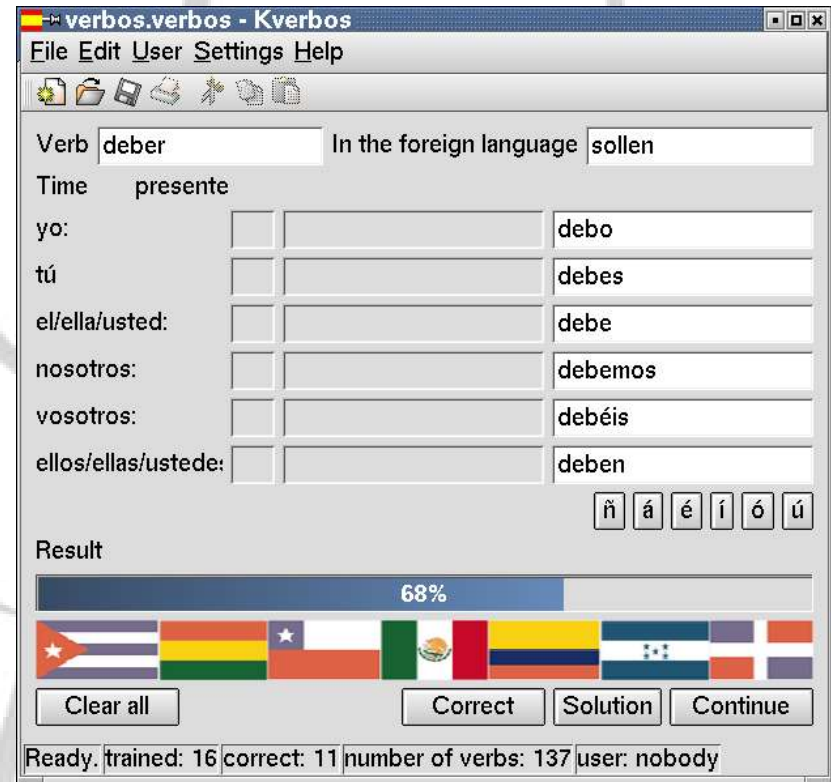 verbos.verbos - Kverbos
File Edit User Settings Help
Verb deber In the foreign language sollen
Time presente
yo: debo
tú debes
el/ella/usted: debe
nosotros: debemos
vosotros: debéis
ellos/ellas/ustedes deben
ñ á é í ó ú
Result
68%
Clear all Correct Solution Continue
Ready. trained: 16 correct: 11 number of verbs: 137 user: nobody